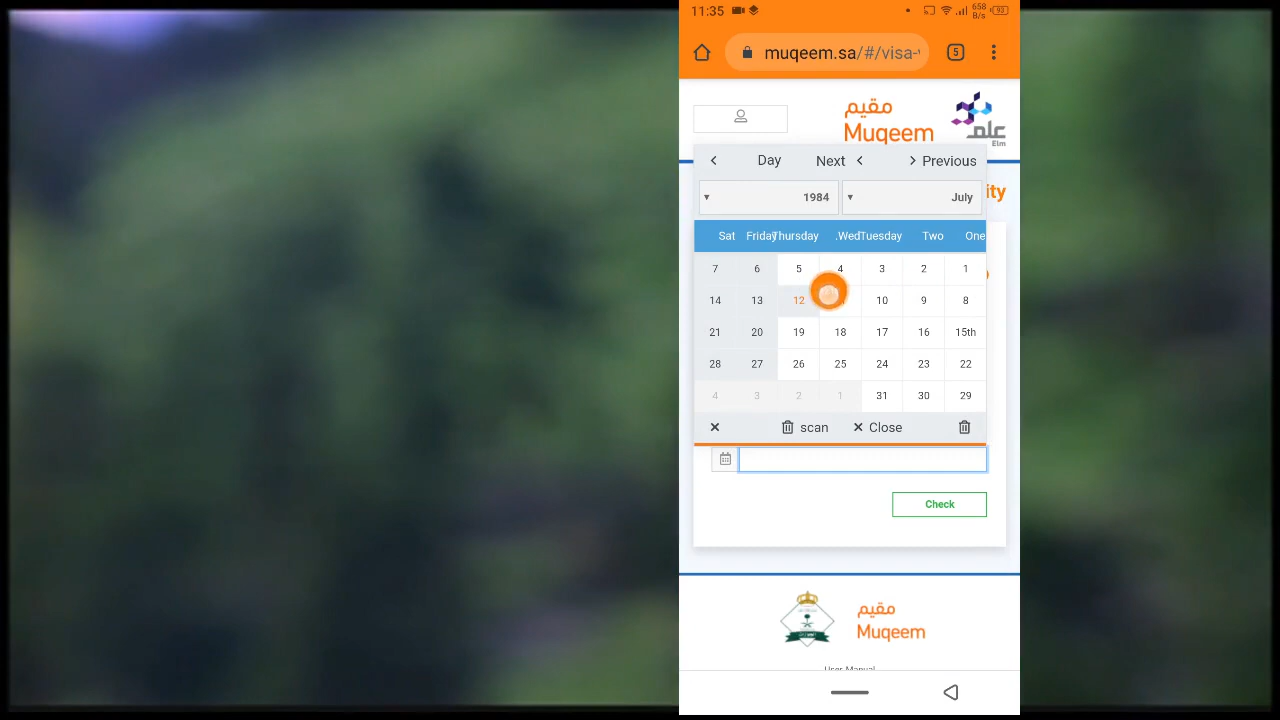 11:35 658 B/s 93
muqeem.sa/#/visa-v 5
مقيم
Muqeem علم
Elm
Day Next Previous
ity
1984 July
Sat Friday Thursday .Wed Tuesday Two One
7 6 5 4 3 2 1
14 13 12 10 9 8
21 20 19 18 17 16 15th
28 27 26 25 24 23 22
4 3 2 1 31 30 29
scan Close
Check
مقيم
Muqeem
User Manual